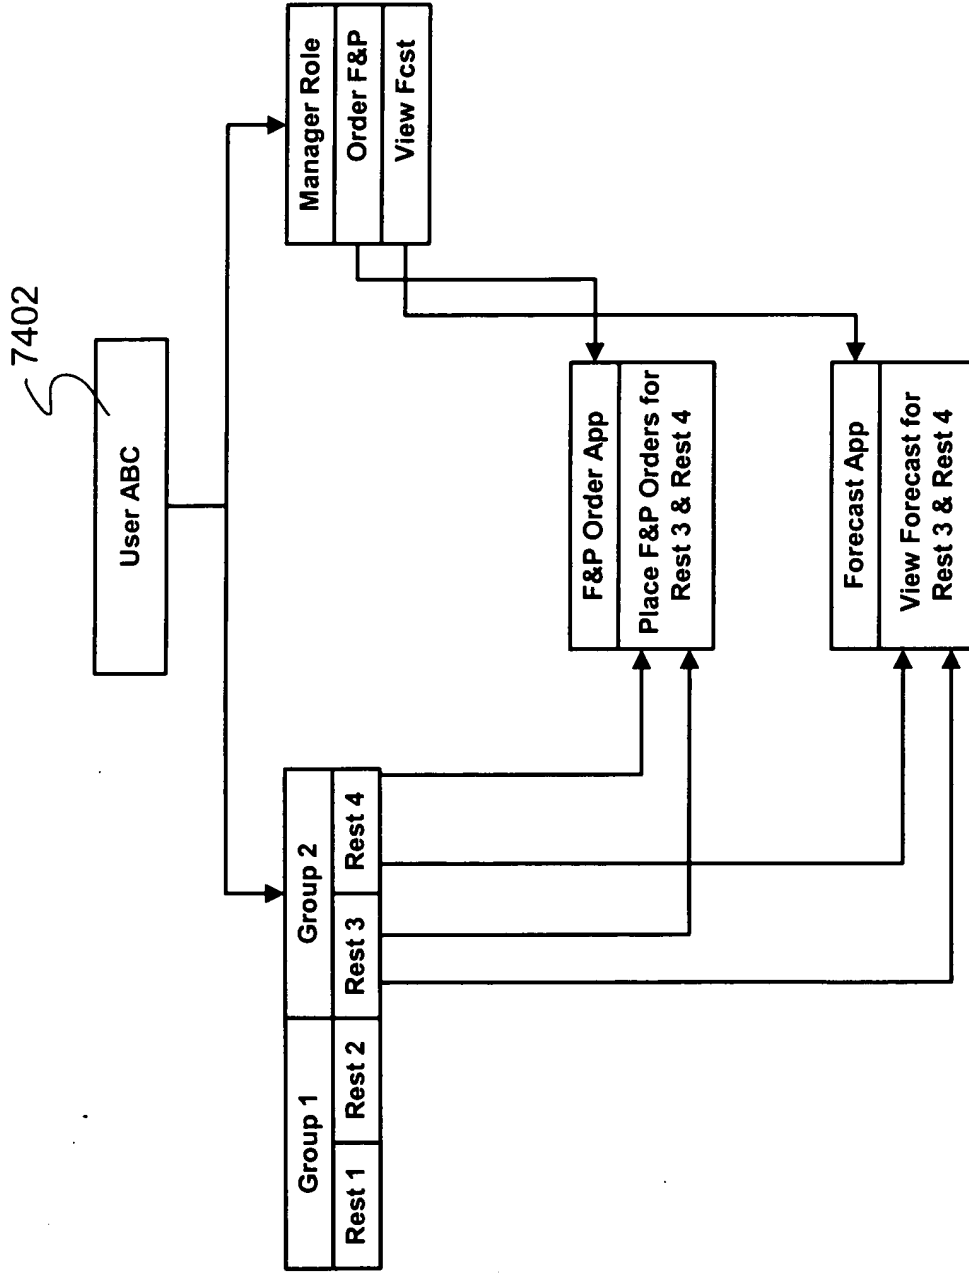 7402
User ABC
Group 1
Group 2
Rest 1
Rest 2
Rest 3
Rest 4
Manager Role
Order F&P
View Fcst
F&P Order App
Place F&P Orders for
Rest 3 & Rest 4
Forecast App
View Forecast for
Rest 3 & Rest 4